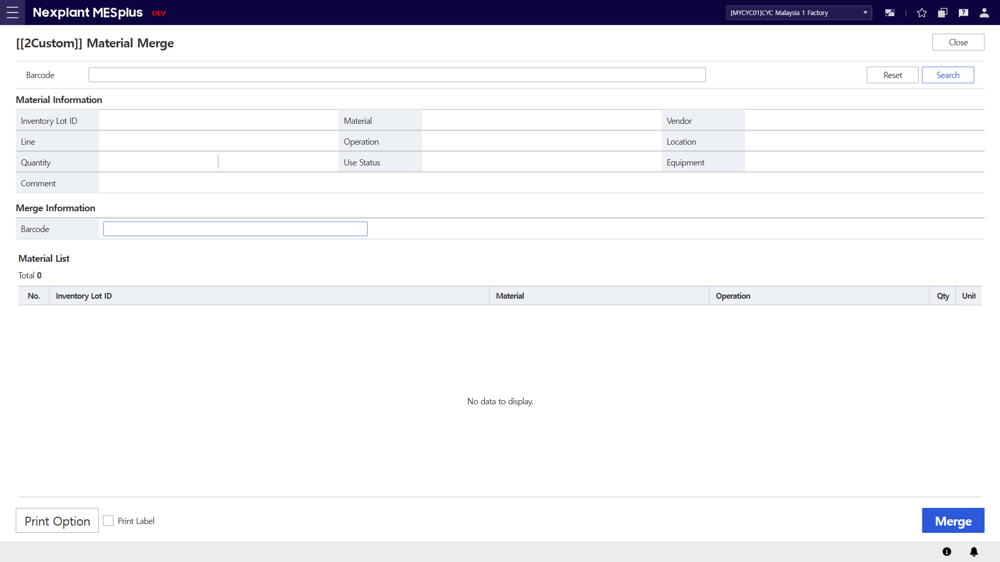 Nexplant MESplus DEV
[MYCYC01]CYC Malaysia 1 Factory
[[2Custom]] Material Merge
Close
Barcode
Reset
Search
Material Information
Inventory Lot ID
Material
Vendor
Line
Operation
Location
Quantity
Use Status
Equipment
Comment
Merge Information
Barcode
Material List
Total 0
No.
Inventory Lot ID
Material
Operation
Qty
Unit
No data to display.
Print Option
Print Label
Merge